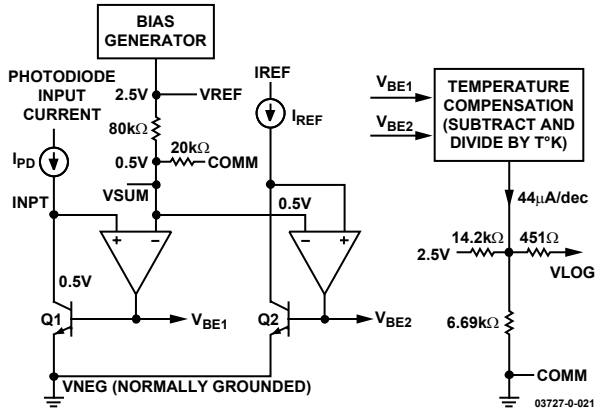 BIAS
GENERATOR
PHOTODIODE
INPUT
CURRENT
2.5V
VREF
IREF
IREF
80kΩ
20kΩ
0.5V
COMM
IPD
VSUM
INPT
0.5V
+
–
–
+
0.5V
Q1
VBE1
Q2
VBE2
VNEG (NORMALLY GROUNDED)
VBE1
VBE2
TEMPERATURE
COMPENSATION
(SUBTRACT AND
DIVIDE BY T°K)
44μA/dec
14.2kΩ
451Ω
2.5V
VLOG
6.69kΩ
COMM
03727-0-021